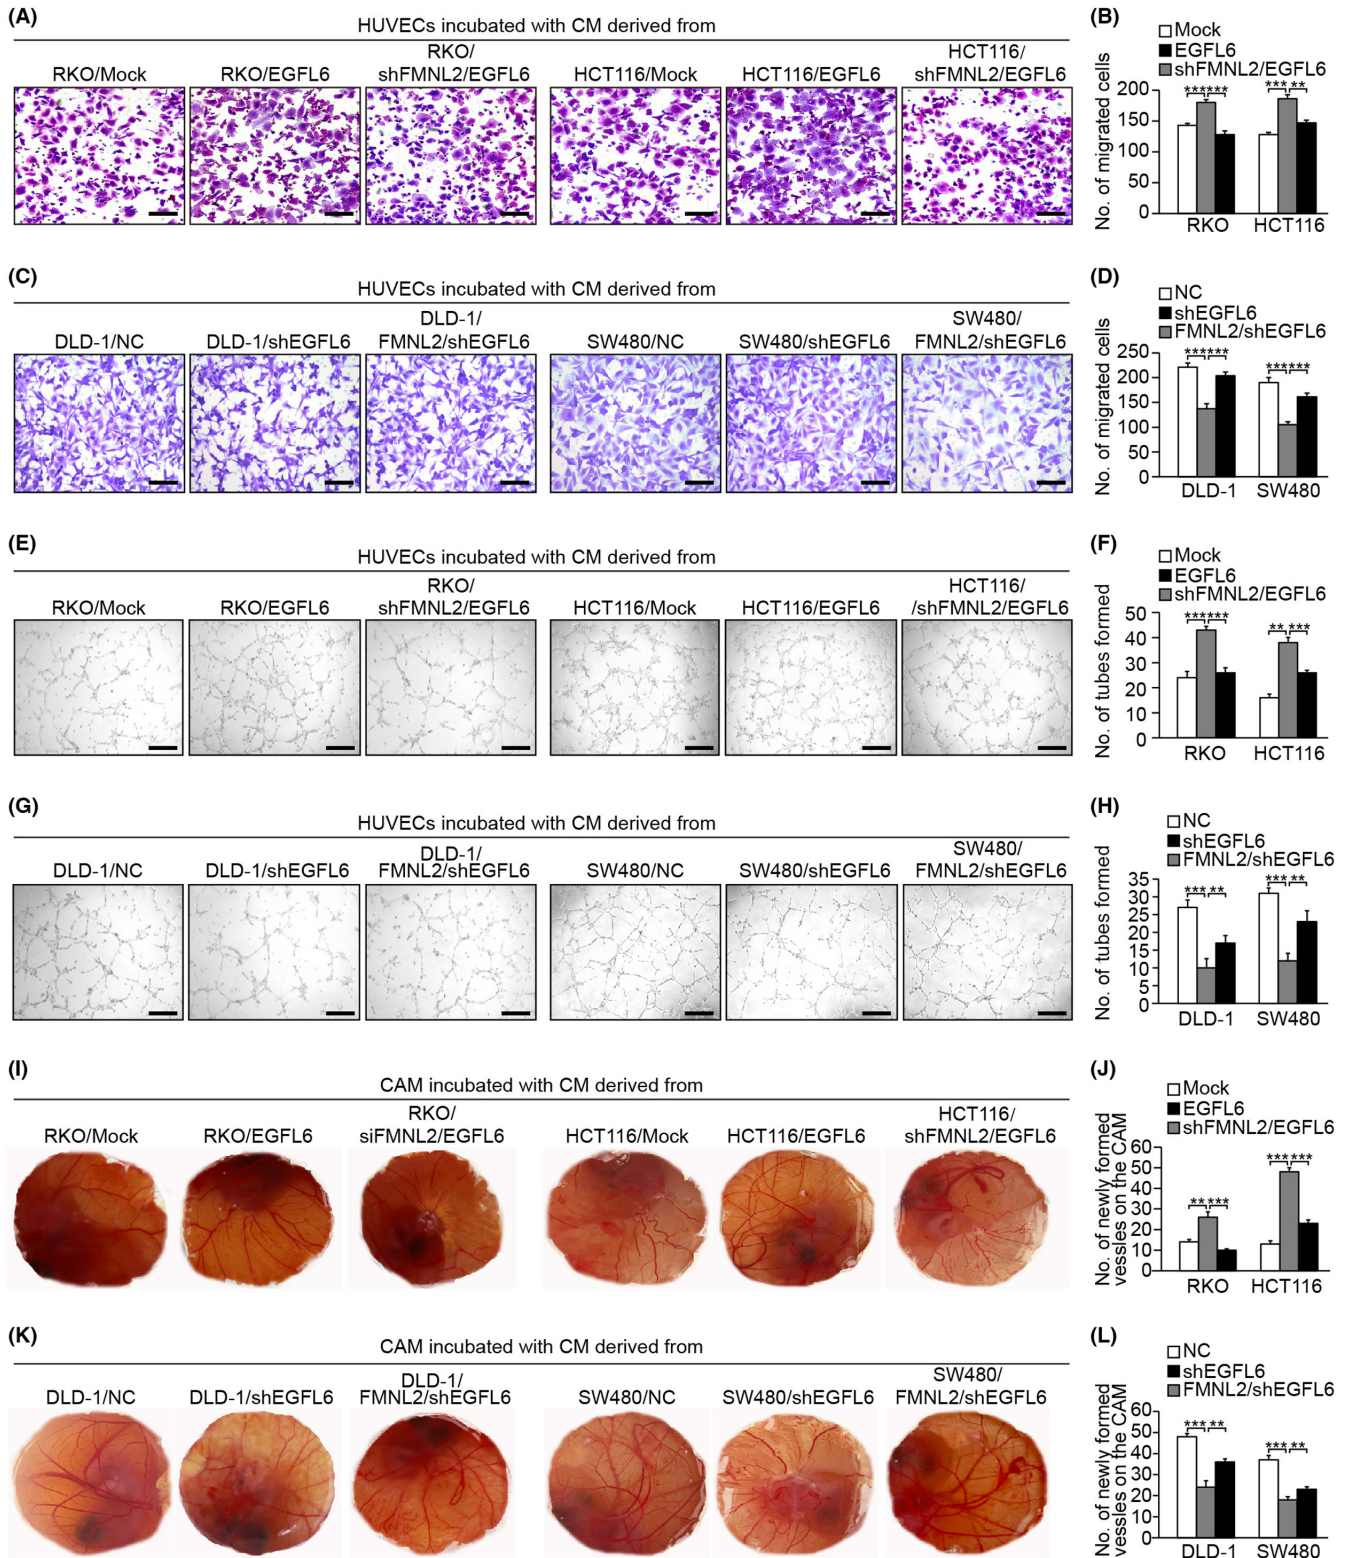 (A)
HUVECs incubated with CM derived from
RKO/Mock
RKO/EGFL6
RKO/
shFMNL2/EGFL6
HCT116/Mock
HCT116/EGFL6
HCT116/
shFMNL2/EGFL6
(B)
Mock
EGFL6
shFMNL2/EGFL6
No. of migrated cells
200
150
100
50
0
******
*** **
RKO
HCT116
(C)
HUVECs incubated with CM derived from
DLD-1/NC
DLD-1/shEGFL6
DLD-1/
FMNL2/shEGFL6
SW480/NC
SW480/shEGFL6
SW480/
FMNL2/shEGFL6
(D)
NC
shEGFL6
FMNL2/shEGFL6
No. of migrated cells
250
200
150
100
50
0
******
******
DLD-1
SW480
(E)
HUVECs incubated with CM derived from
RKO/Mock
RKO/EGFL6
RKO/
shFMNL2/EGFL6
HCT116/Mock
HCT116/EGFL6
HCT116/
/shFMNL2/EGFL6
(F)
Mock
EGFL6
shFMNL2/EGFL6
No. of tubes formed
50
40
30
20
10
0
******
** ***
RKO
HCT116
(G)
HUVECs incubated with CM derived from
DLD-1/NC
DLD-1/shEGFL6
DLD-1/
FMNL2/shEGFL6
SW480/NC
SW480/shEGFL6
SW480/
FMNL2/shEGFL6
(H)
NC
shEGFL6
FMNL2/shEGFL6
No. of tubes formed
35
30
25
20
15
10
5
0
*** **
*** **
DLD-1
SW480
(I)
CAM incubated with CM derived from
RKO/Mock
RKO/EGFL6
RKO/
siFMNL2/EGFL6
HCT116/Mock
HCT116/EGFL6
HCT116/
shFMNL2/EGFL6
(J)
Mock
EGFL6
shFMNL2/EGFL6
No. of newly formed
vessles on the CAM
60
50
40
30
20
10
0
** ***
*** ***
RKO
HCT116
(K)
CAM incubated with CM derived from
DLD-1/NC
DLD-1/shEGFL6
DLD-1/
FMNL2/shEGFL6
SW480/NC
SW480/shEGFL6
SW480/
FMNL2/shEGFL6
(L)
NC
shEGFL6
FMNL2/shEGFL6
No. of newly formed
vessles on the CAM
60
50
40
30
20
10
0
*** **
*** **
DLD-1
SW480